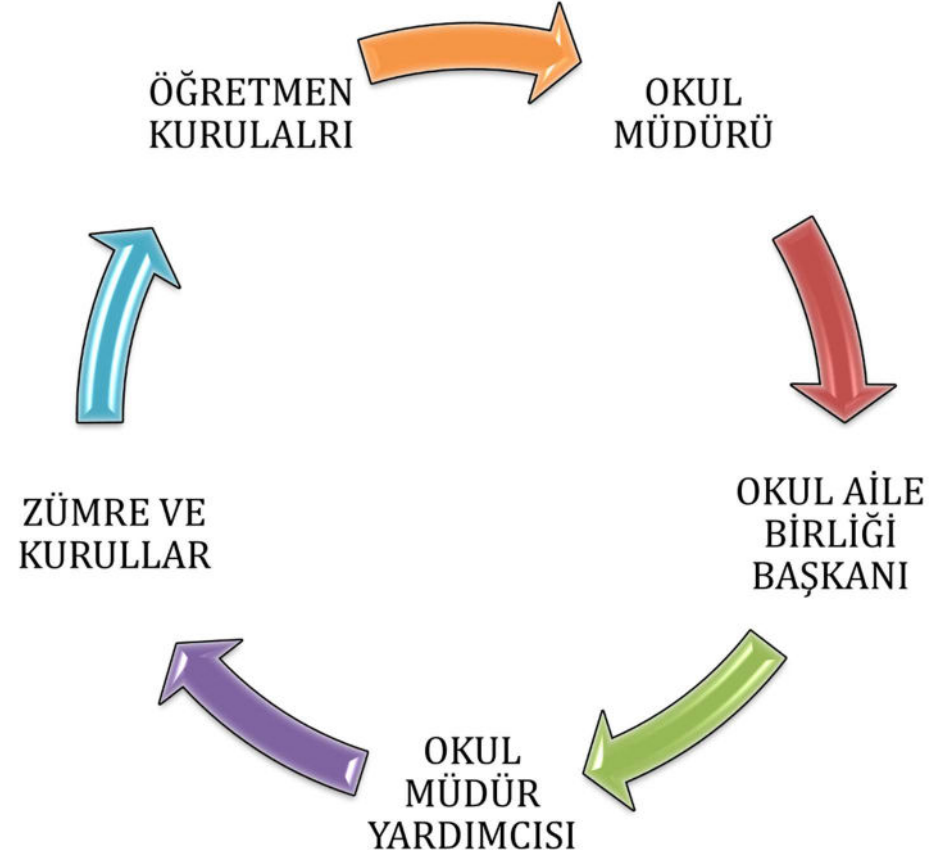 ÖĞRETMEN
KURULALRI
OKUL
MÜDÜRÜ
OKUL AİLE
BİRLİĞİ
BAŞKANI
OKUL
MÜDÜR
YARDIMCISI
ZÜMRE VE
KURULLAR